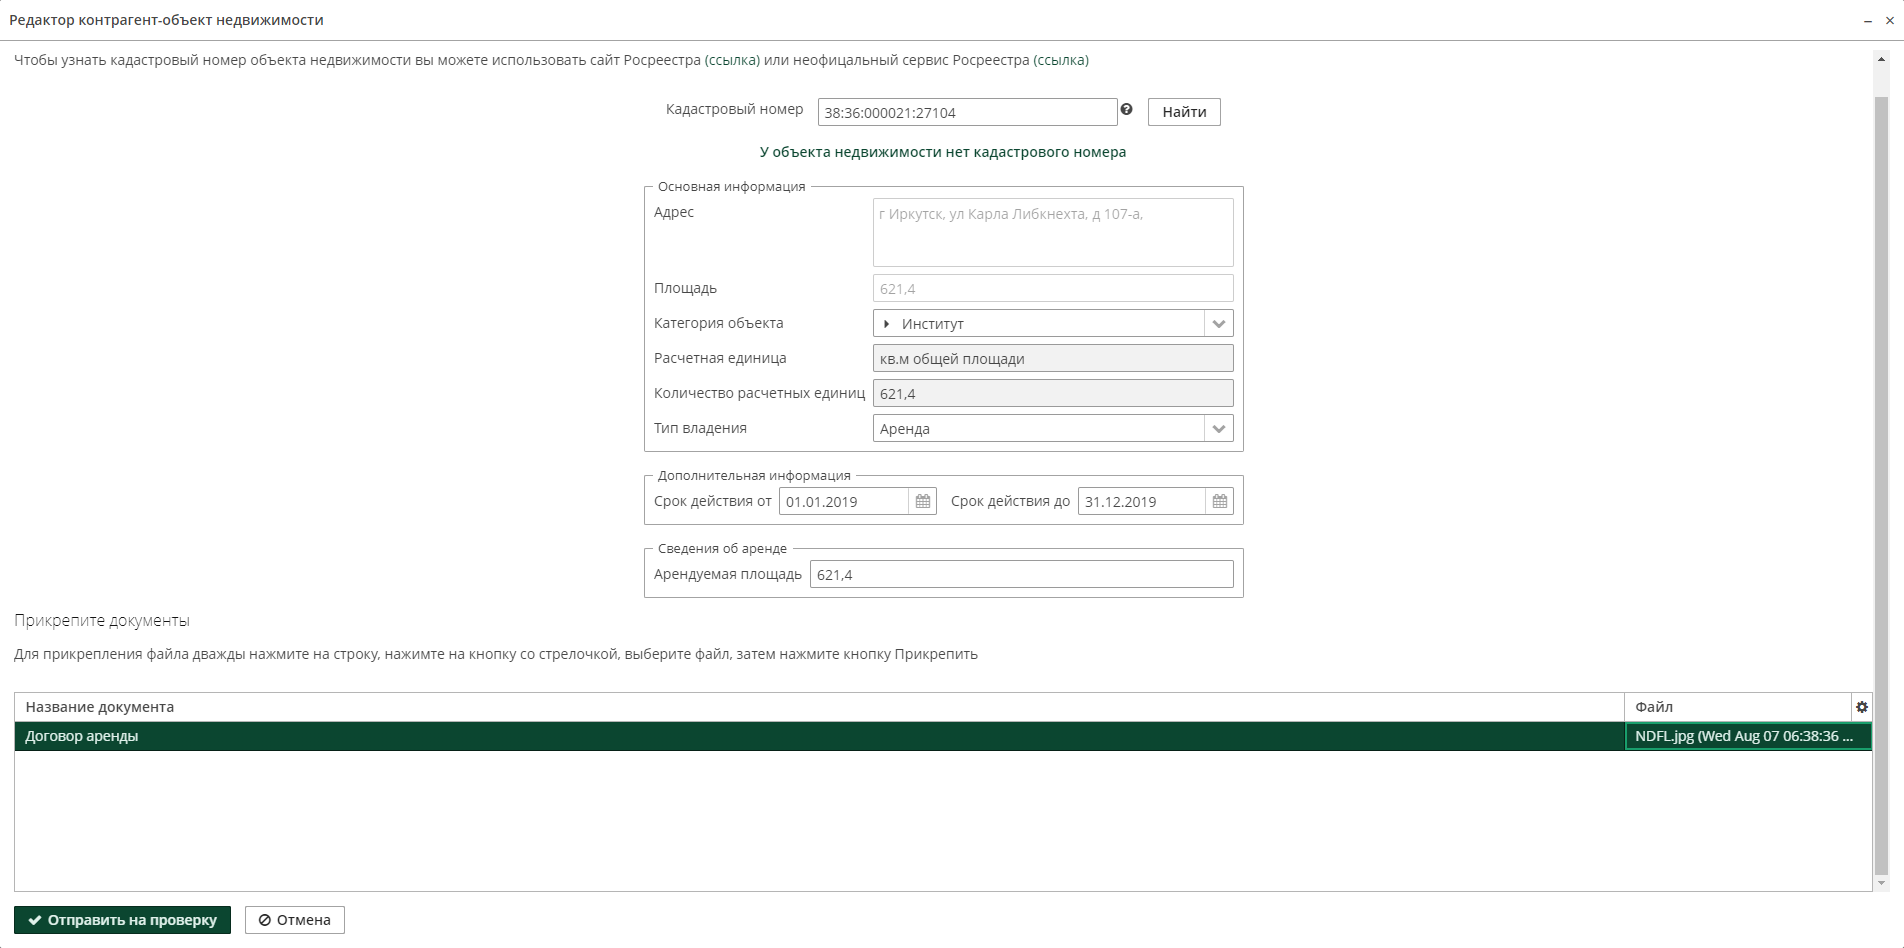 Редактор контрагент-объект недвижимости
Чтобы узнать кадастровый номер объекта недвижимости вы можете использовать сайт Росреестра (ссылка) или неофицальный сервис Росреестра (ссылка)
Кадастровый номер 38:36:000021:27104 Найти
У объекта недвижимости нет кадастрового номера
Основная информация
Адрес г Иркутск, ул Карла Либкнехта, д 107-а,
Площадь 621,4
Категория объекта Институт
Расчетная единица кв.м общей площади
Количество расчетных единиц 621,4
Тип владения Аренда
Дополнительная информация
Срок действия от 01.01.2019 Срок действия до 31.12.2019
Сведения об аренде
Арендуемая площадь 621,4
Прикрепите документы
Для прикрепления файла дважды нажмите на строку, нажимте на кнопку со стрелочкой, выберите файл, затем нажмите кнопку Прикрепить
Название документа Файл
Договор аренды NDFL.jpg (Wed Aug 07 06:38:36 ...
Отправить на проверку Отмена